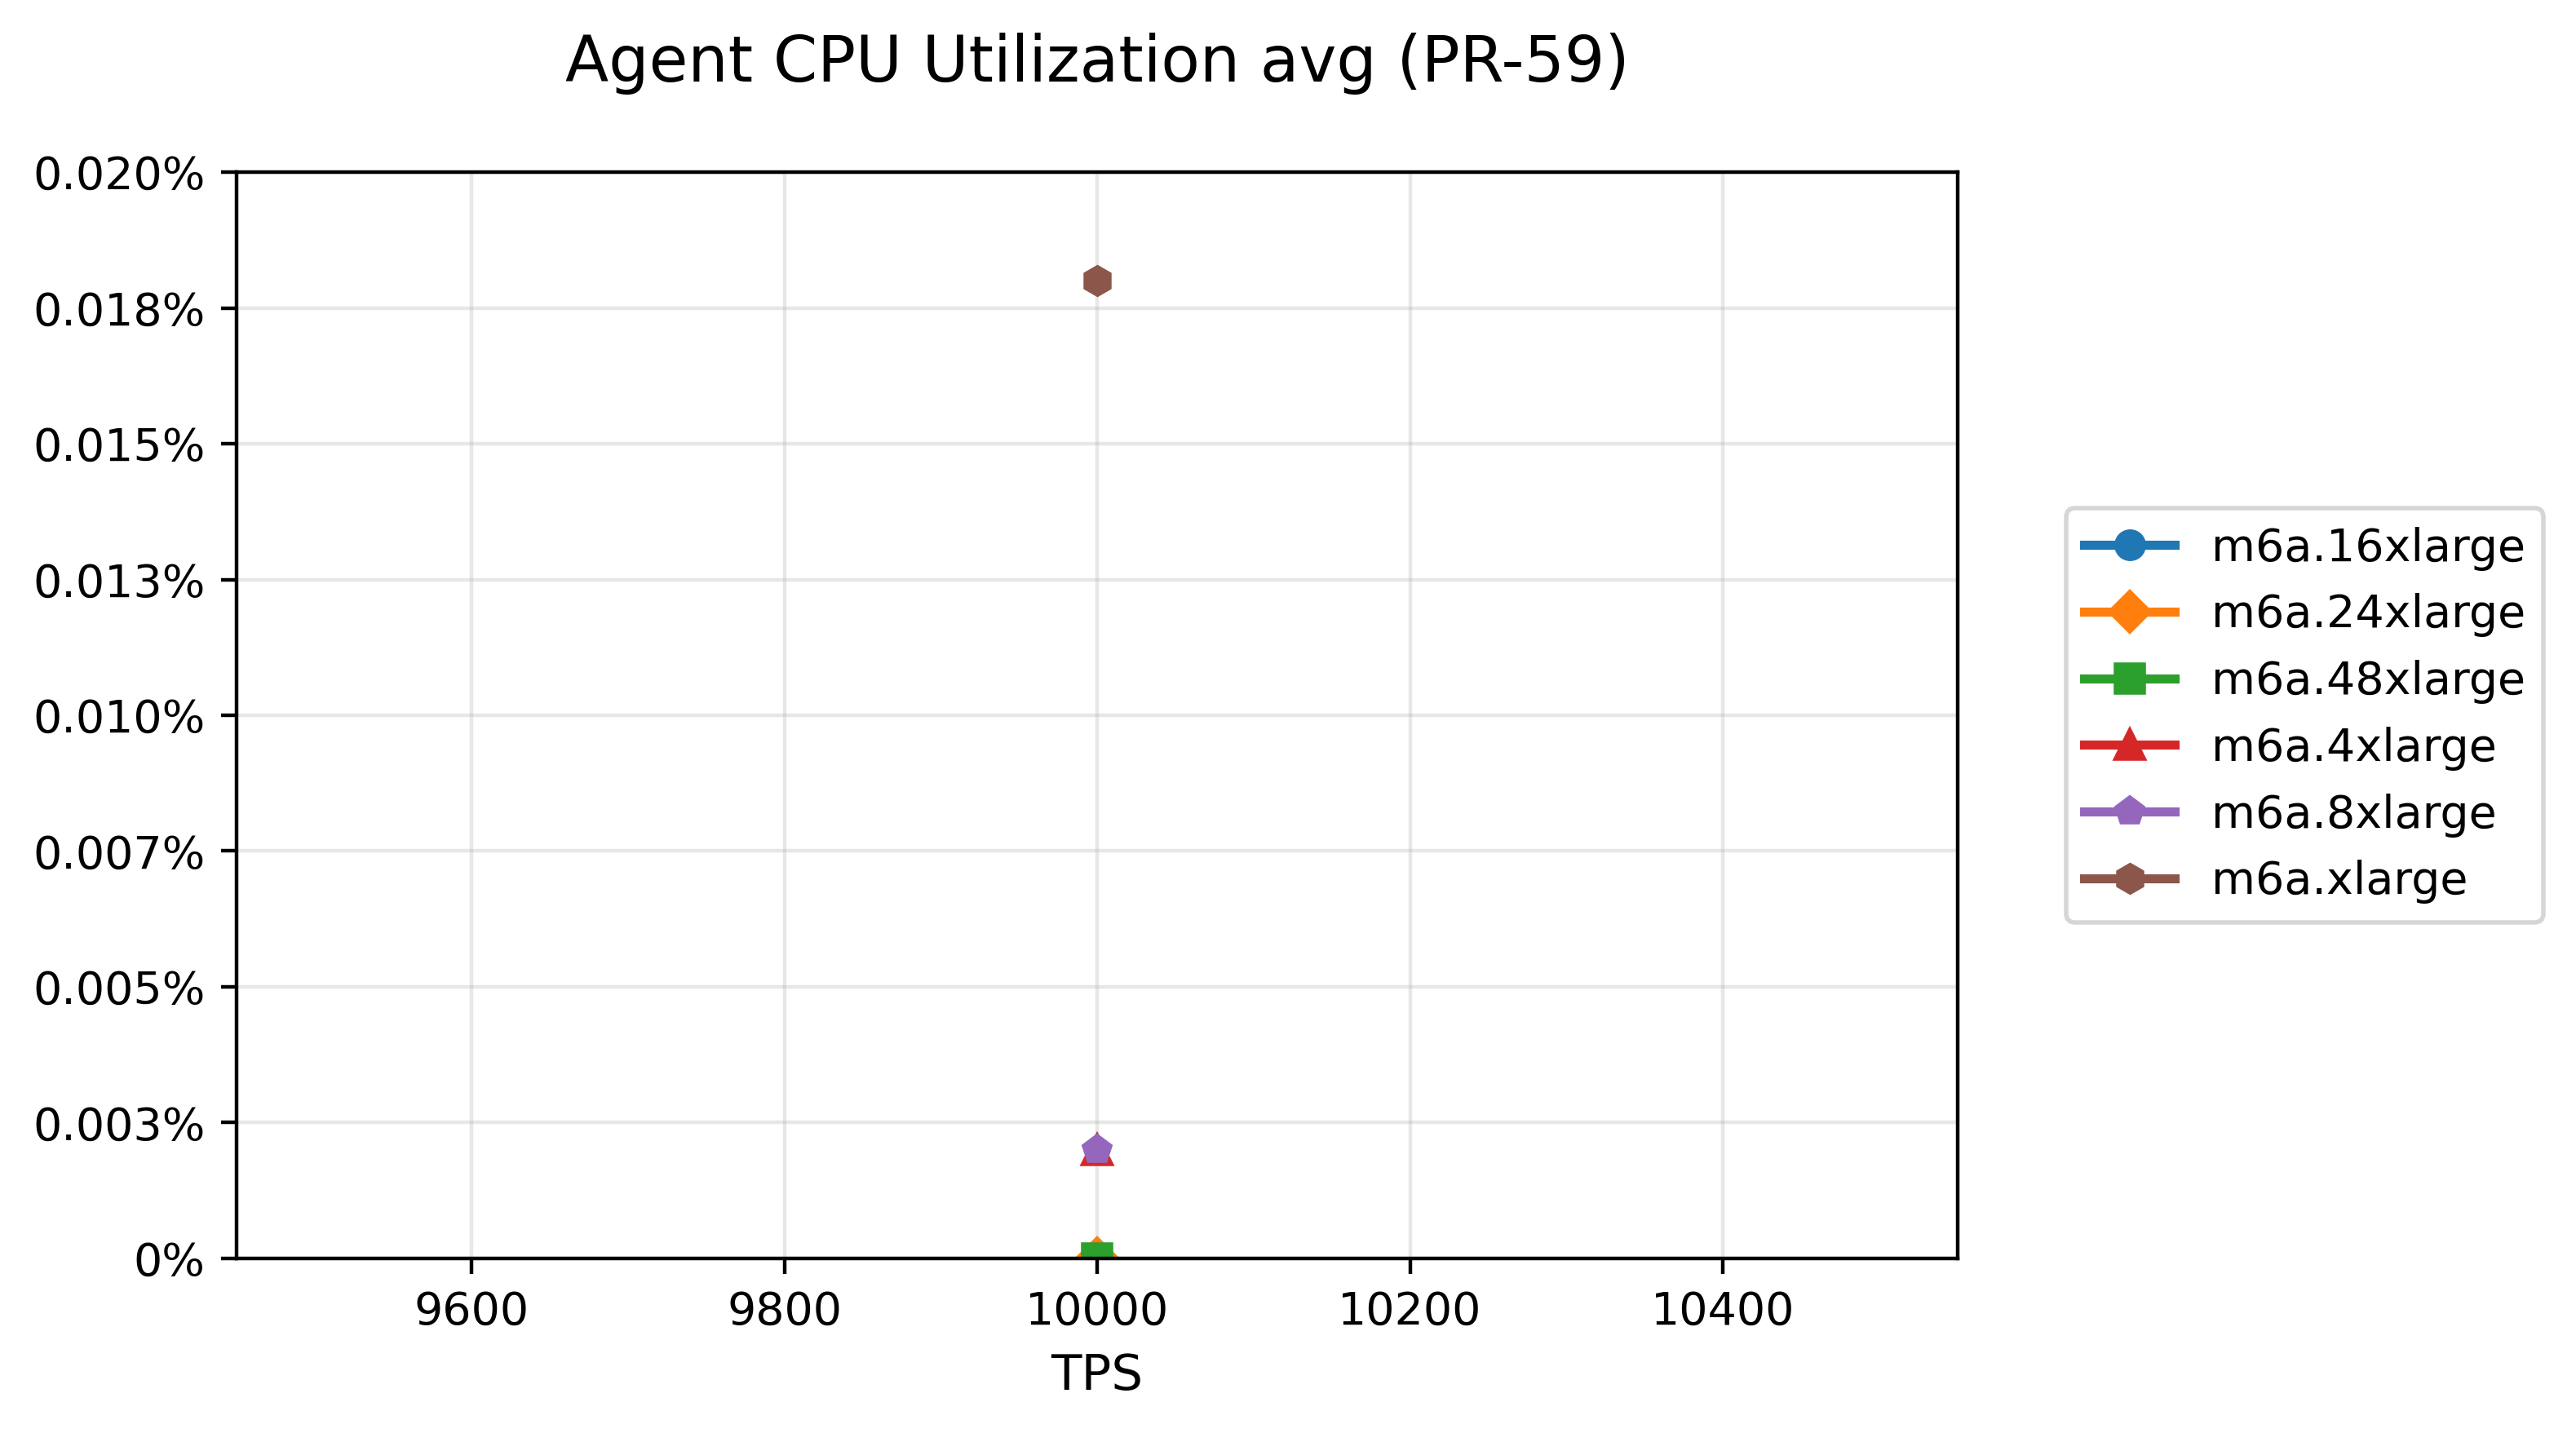 Agent CPU Utilization avg (PR-59)
0.020%
0.018%
0.015%
0.013%
0.010%
0.007%
0.005%
0.003%
0%
9600
9800
10000
10200
10400
TPS
m6a.16xlarge
m6a.24xlarge
m6a.48xlarge
m6a.4xlarge
m6a.8xlarge
m6a.xlarge